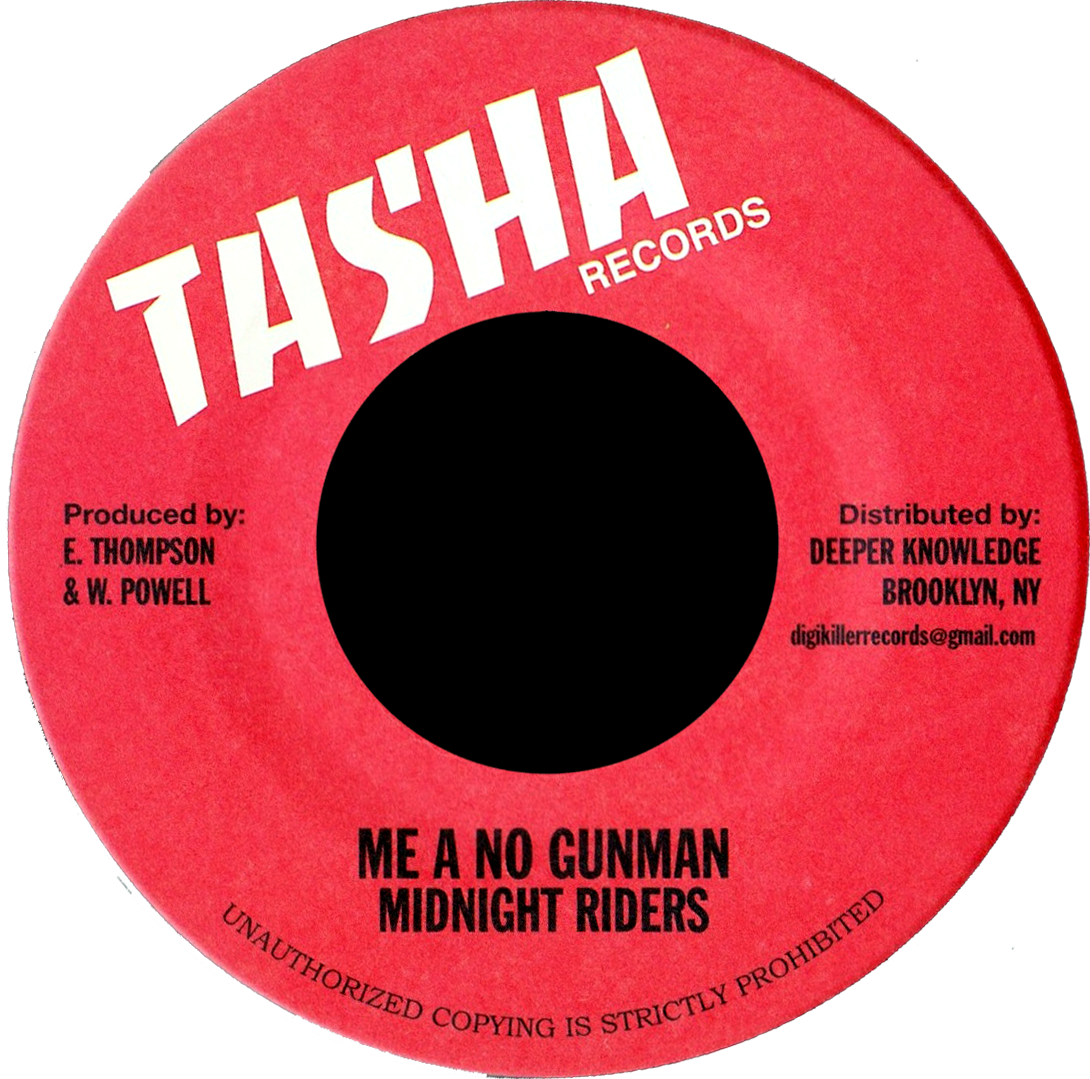 TASHA
RECORDS
Produced by:
E. THOMPSON
& W. POWELL
Distributed by:
DEEPER KNOWLEDGE
BROOKLYN, NY
digikillerrecords@gmail.com
ME A NO GUNMAN
MIDNIGHT RIDERS
UNAUTHORIZED COPYING IS STRICTLY PROHIBITED